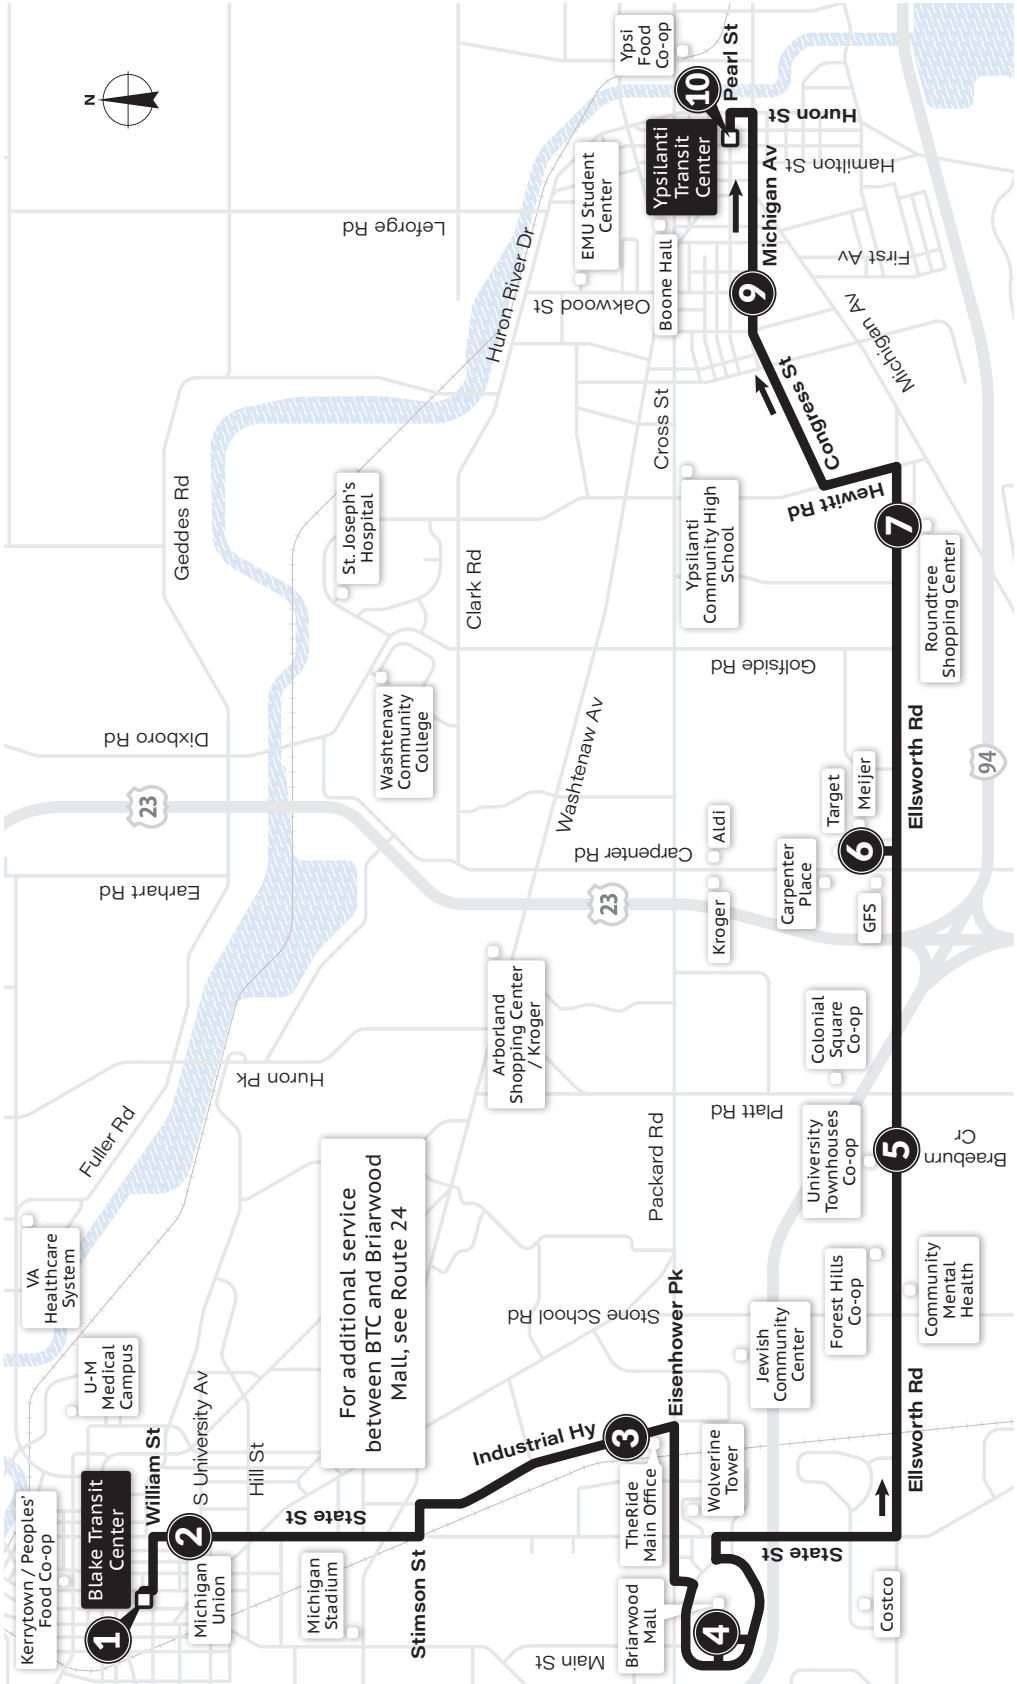 Kerrytown / Peoples'
Food Co-op
Blake Transit
Center
1
William St
U-M
Medical
Campus
VA
Healthcare
System
Fuller Rd
Earhart Rd
23
Dixboro Rd
Geddes Rd
Leforge Rd
N
Michigan
Union
2
S University Av
Hill St
Huron Pk
Michigan
Stadium
State St
For additional service
between BTC and Briarwood
Mall, see Route 24
Washtenaw
Community
College
St. Joseph's
Hospital
Clark Rd
Huron River Dr
Stimson St
Industrial Hy
Arborland
Shopping Center
/ Kroger
Washtenaw Av
Oakwood St
EMU Student
Center
Ypsi
Food
Co-op
Main St
TheRide
Main Office
3
Stone School Rd
Packard Rd
23
Carpenter Rd
Cross St
Boone Hall
Ypsilanti
Transit
Center
10
Pearl St
Briarwood
Mall
4
Wolverine
Tower
Eisenhower Pk
Platt Rd
Kroger
Aldi
Golfside Rd
Ypsilanti
Community High
School
9
Michigan Av
Huron St
Hamilton St
Jewish
Community
Center
Carpenter
Place
Target
Meijer
6
GFS
Hewitt Rd
Congress St
First Av
Michigan Av
State St
Costco
Forest Hills
Co-op
University
Townhouses
Co-op
Colonial
Square
Co-op
5
7
Ellsworth Rd
Community
Mental
Health
Braeburn
Cr
Ellsworth Rd
Roundtree
Shopping Center
94